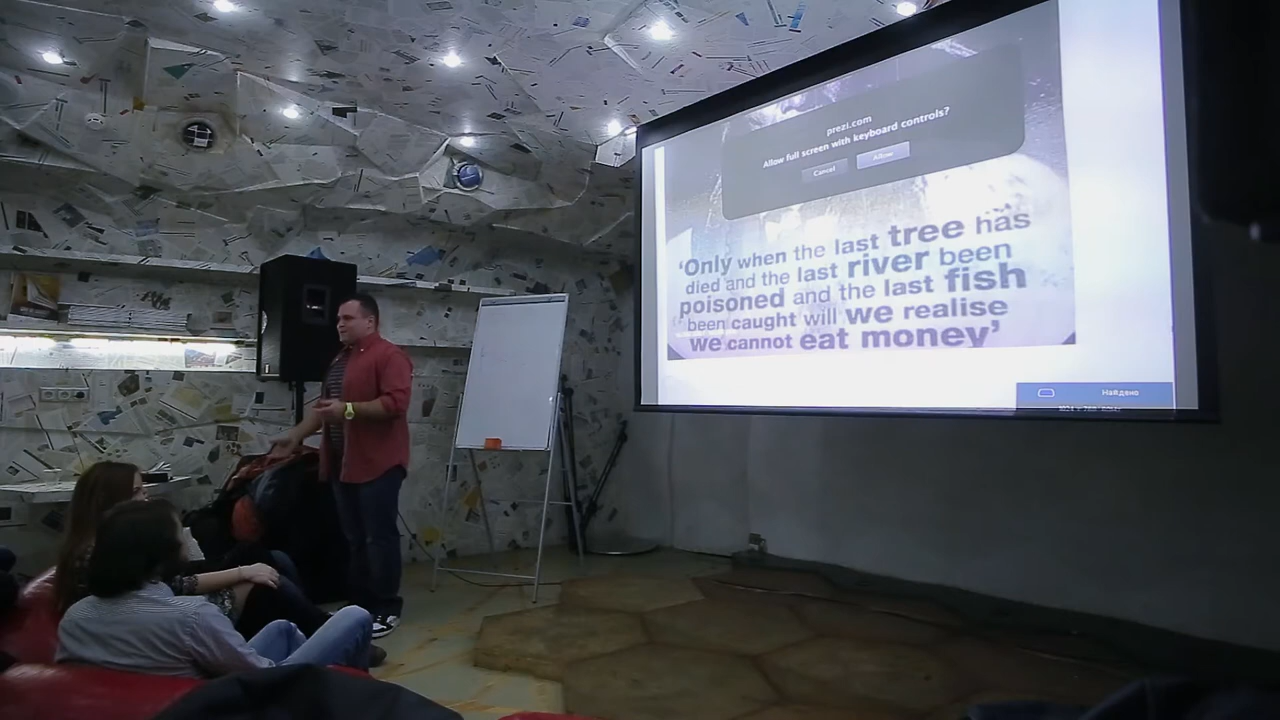 prezi.com
Allow full screen with keyboard controls?
Cancel
Allow
‘Only when the last tree has
died and the last river been
poisoned and the last fish
been caught will we realise
we cannot eat money’
Найдено